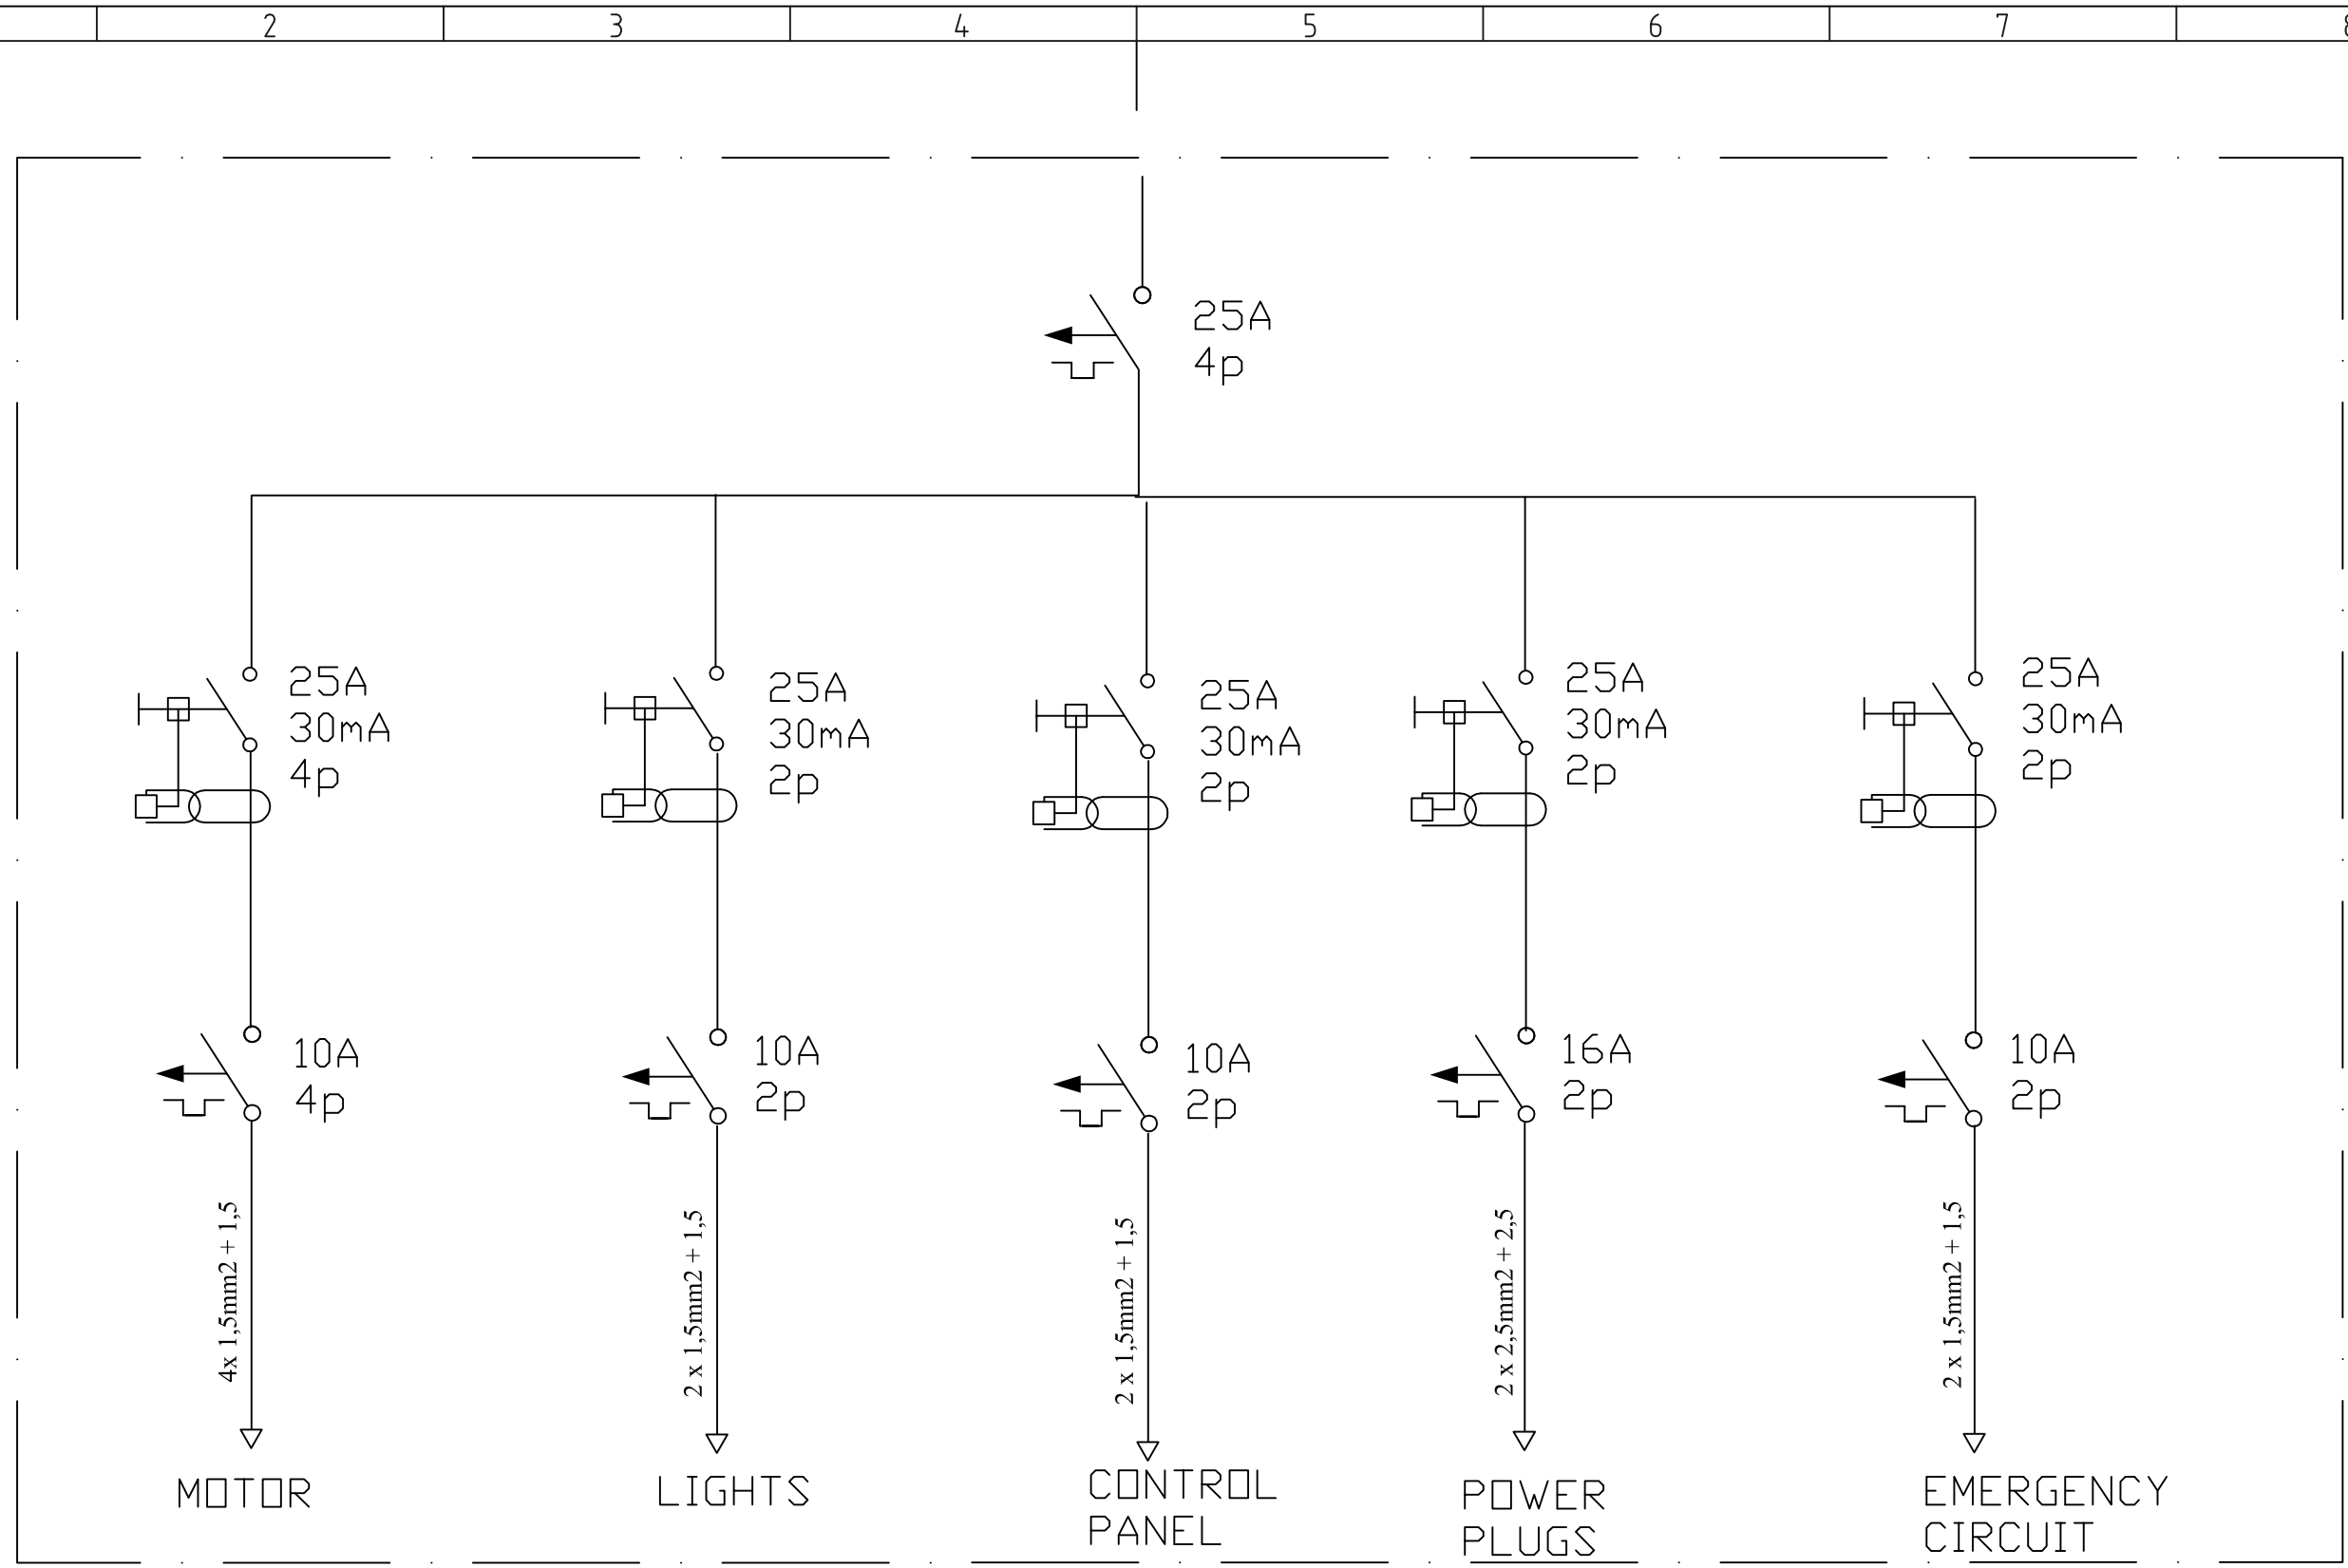 2 3 4 5 6 7 8
25A
4p
25A
30mA
4p
25A
30mA
2p
25A
30mA
2p
25A
30mA
2p
25A
30mA
2p
10A
4p
10A
2p
10A
2p
16A
2p
10A
2p
4x 1,5mm2 + 1,5
2 x 1,5mm2 + 1,5
2 x 1,5mm2 + 1,5
2 x 2,5mm2 + 2,5
2 x 1,5mm2 + 1,5
MOTOR
LIGHTS
CONTROL
PANEL
POWER
PLUGS
EMERGENCY
CIRCUIT